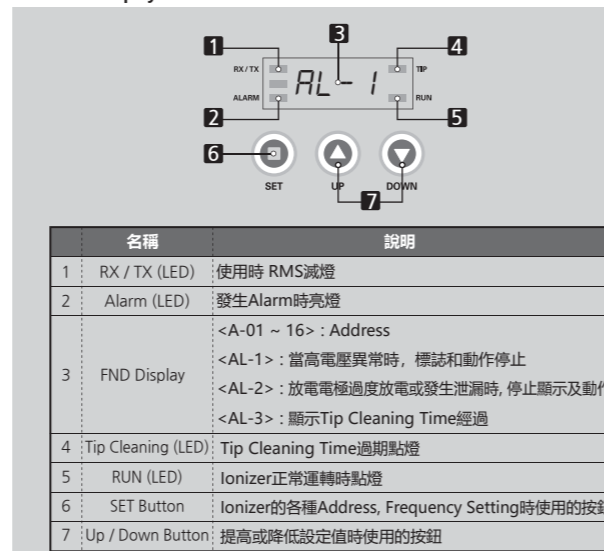 1
3
4
RX / TX
AL-1
TIP
ALARM
RUN
2
5
6
SET
UP
DOWN
7
名稱 說明
1 RX / TX (LED) 使用時 RMS滅燈
2 Alarm (LED) 發生Alarm時亮燈
3 FND Display <A-01 ~ 16> : Address
<AL-1> : 當高電壓異常時, 標誌和動作停止
<AL-2> : 放電電極過度放電或發生泄漏時, 停止顯示及動作
<AL-3> : 顯示Tip Cleaning Time經過
4 Tip Cleaning (LED) Tip Cleaning Time過期點燈
5 RUN (LED) Ionizer正常運轉時點燈
6 SET Button Ionizer的各種Address, Frequency Setting時使用的按鈕
7 Up / Down Button 提高或降低設定值時使用的按鈕